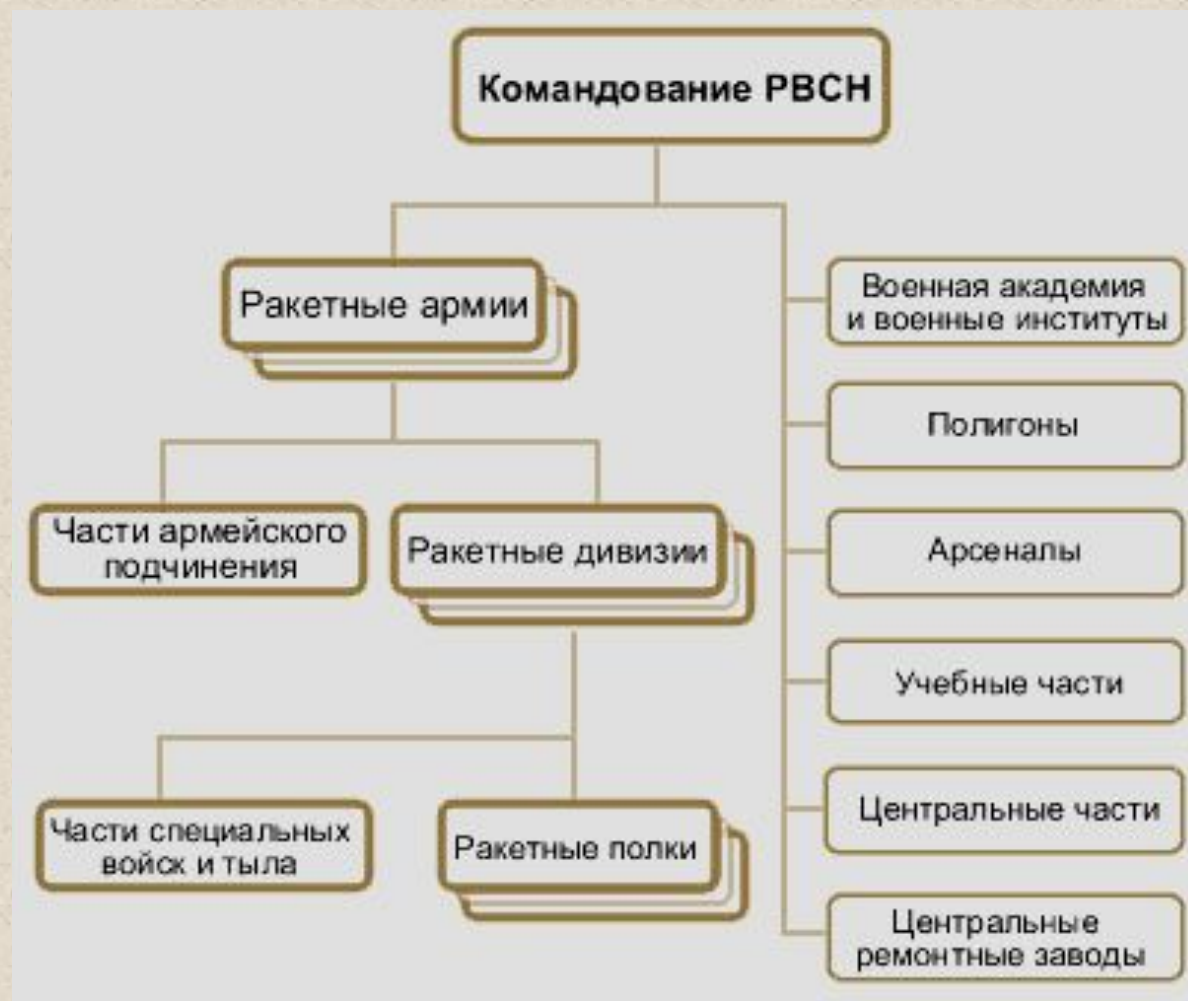 Командование РВСН
Ракетные армии
Военная академия
и военные институты
Полигоны
Части армейского
подчинения
Ракетные дивизии
Арсеналы
Учебные части
Части специальных
войск и тыла
Ракетные полки
Центральные части
Центральные
ремонтные заводы